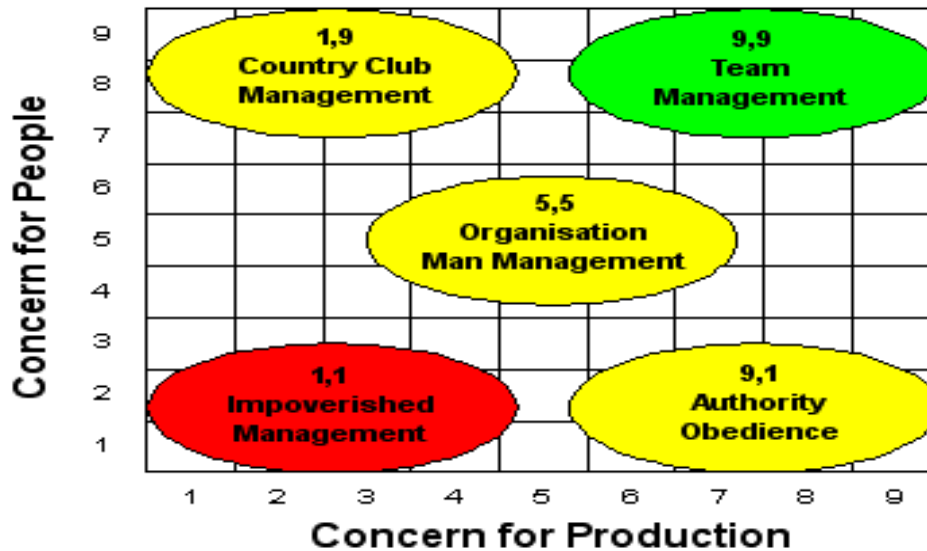 Concern for People
9
8
7
6
5
4
3
2
1
1,9
Country Club
Management
9,9
Team
Management
5,5
Organisation
Man Management
1,1
Impoverished
Management
9,1
Authority
Obedience
1 2 3 4 5 6 7 8 9
Concern for Production